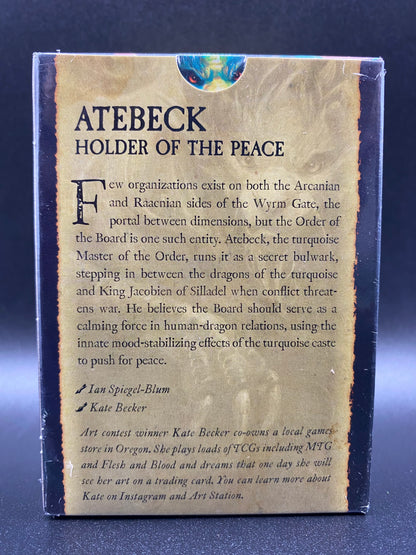 ATEBECK
HOLDER OF THE PEACE
Few organizations exist on both the Arcanian
and Raaenian sides of the Wyrm Gate, the
portal between dimensions, but the Order of
the Board is one such entity. Atebeck, the turquoise
Master of the Order, runs it as a secret bulwark,
stepping in between the dragons of the turquoise
and King Jacobien of Silladel when conflict threat-
ens war. He believes the Board should serve as a
calming force in human-dragon relations, using the
innate mood-stabilizing effects of the turquoise caste
to push for peace.
Ian Spiegel-Blum
Kate Becker
Art contest winner Kate Becker co-owns a local game
store in Oregon. She plays loads of TCGs including MTG
and Flesh and Blood and dreams that one day she will
see her art on a trading card. You can learn more about
Kate on Instagram and Art Station.